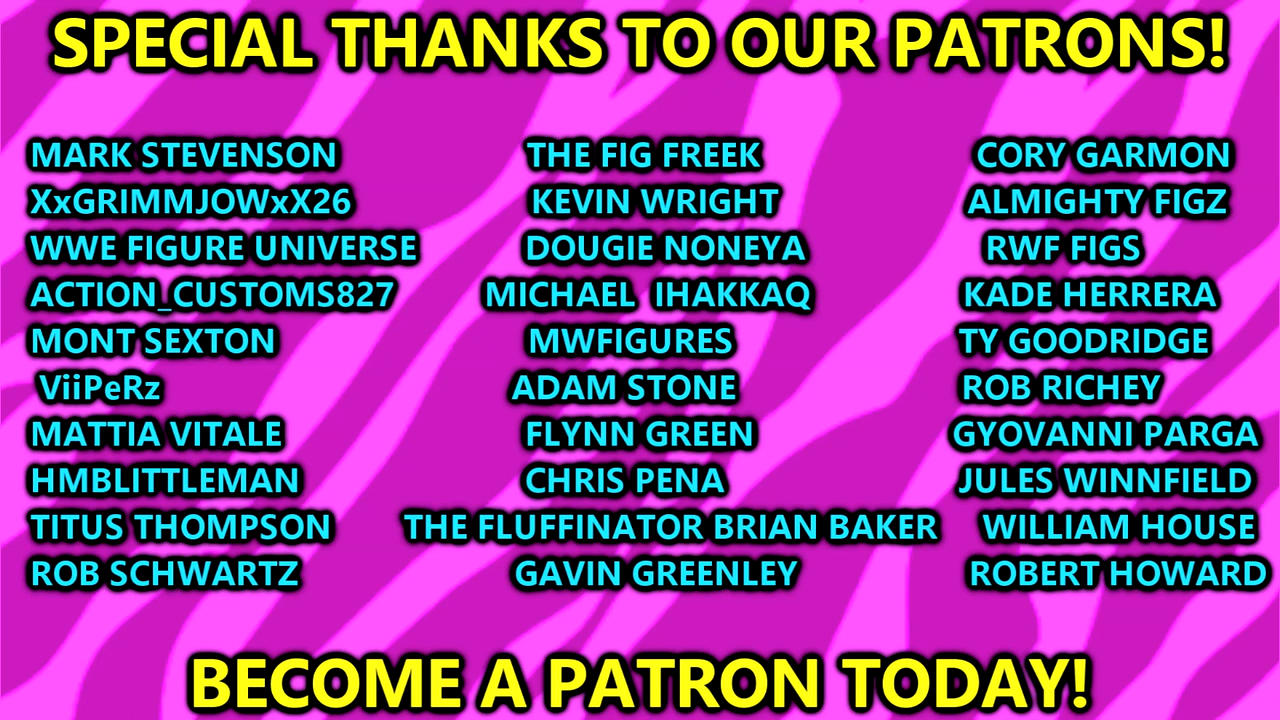 SPECIAL THANKS TO OUR PATRONS!
MARK STEVENSON
XxGRIMMJOWxX26
WWE FIGURE UNIVERSE
ACTION_CUSTOMS827
MONT SEXTON
ViiPeRz
MATTIA VITALE
HMBLITTLEMAN
TITUS THOMPSON
ROB SCHWARTZ
THE FIG FREEK
KEVIN WRIGHT
DOUGIE NONEYA
MICHAEL IHAKKAQ
MWFIGURES
ADAM STONE
FLYNN GREEN
CHRIS PENA
THE FLUFFINATOR BRIAN BAKER
GAVIN GREENLEY
CORY GARMON
ALMIGHTY FIGZ
RWF FIGS
KADE HERRERA
TY GOODRIDGE
ROB RICHEY
GYOVANNI PARGA
JULES WINNFIELD
WILLIAM HOUSE
ROBERT HOWARD
BECOME A PATRON TODAY!